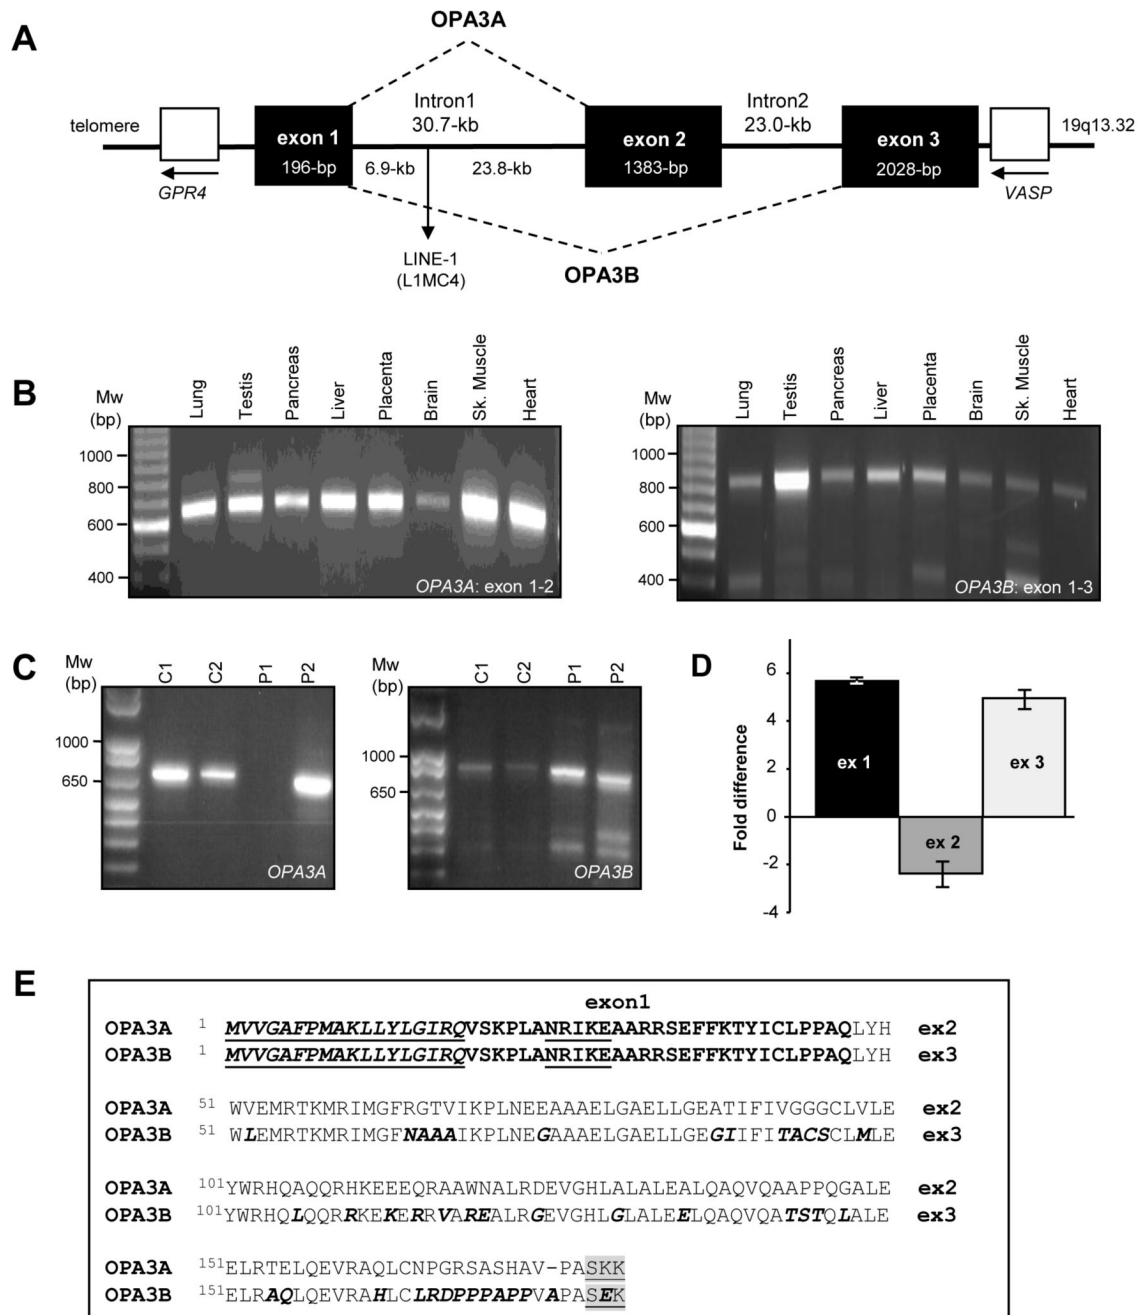 A
OPA3A
telomere
GPR4
exon 1
196-bp
Intron1
30.7-kb
6.9-kb
23.8-kb
LINE-1
(L1MC4)
exon 2
1383-bp
Intron2
23.0-kb
exon 3
2028-bp
VASP
19q13.32
OPA3B
B
Mw
(bp)
Lung
Testis
Pancreas
Liver
Placenta
Brain
Sk. Muscle
Heart
1000
800
600
400
OPA3A: exon 1-2
Mw
(bp)
Lung
Testis
Pancreas
Liver
Placenta
Brain
Sk. Muscle
Heart
1000
800
600
400
OPA3B: exon 1-3
C
Mw
(bp)
C1
C2
P1
P2
1000
650
OPA3A
Mw
(bp)
C1
C2
P1
P2
1000
650
OPA3B
D
Fold difference
6
4
2
0
-2
-4
ex 1
ex 2
ex 3
E
exon1
OPA3A 1 MVVGAFPMAKLLYLGIRQVSKPLANRIKEAARRSEFFKTYICLPPAQLYH ex2
OPA3B 1 MVVGAFPMAKLLYLGIRQVSKPLANRIKEAARRSEFFKTYICLPPAQLYH ex3
OPA3A 51 WVEMRTKMRIMGFRGTVIKPLNEEAAAELGAELLGEATIFIVGGGCLVLE ex2
OPA3B 51 WLEMRTKMRIMGFNAAAIKPLNEGAAAELGAELLGEGIIFITACSCLMLE ex3
OPA3A 101 YWRHQAQQRHKEEEQRAAWNALRDEVGHLALALEALQAQVQAAPPQGALE ex2
OPA3B 101 YWRHQLQQRRKEKERRVAREALRGEVGHLGLALEELQAQVQATSTQLALE ex3
OPA3A 151 ELRTELQEVRAQLCNPGRSASHAV-PASKK
OPA3B 151 ELRAQLQEVRAHLCLRDPPPAPPVAPASEK